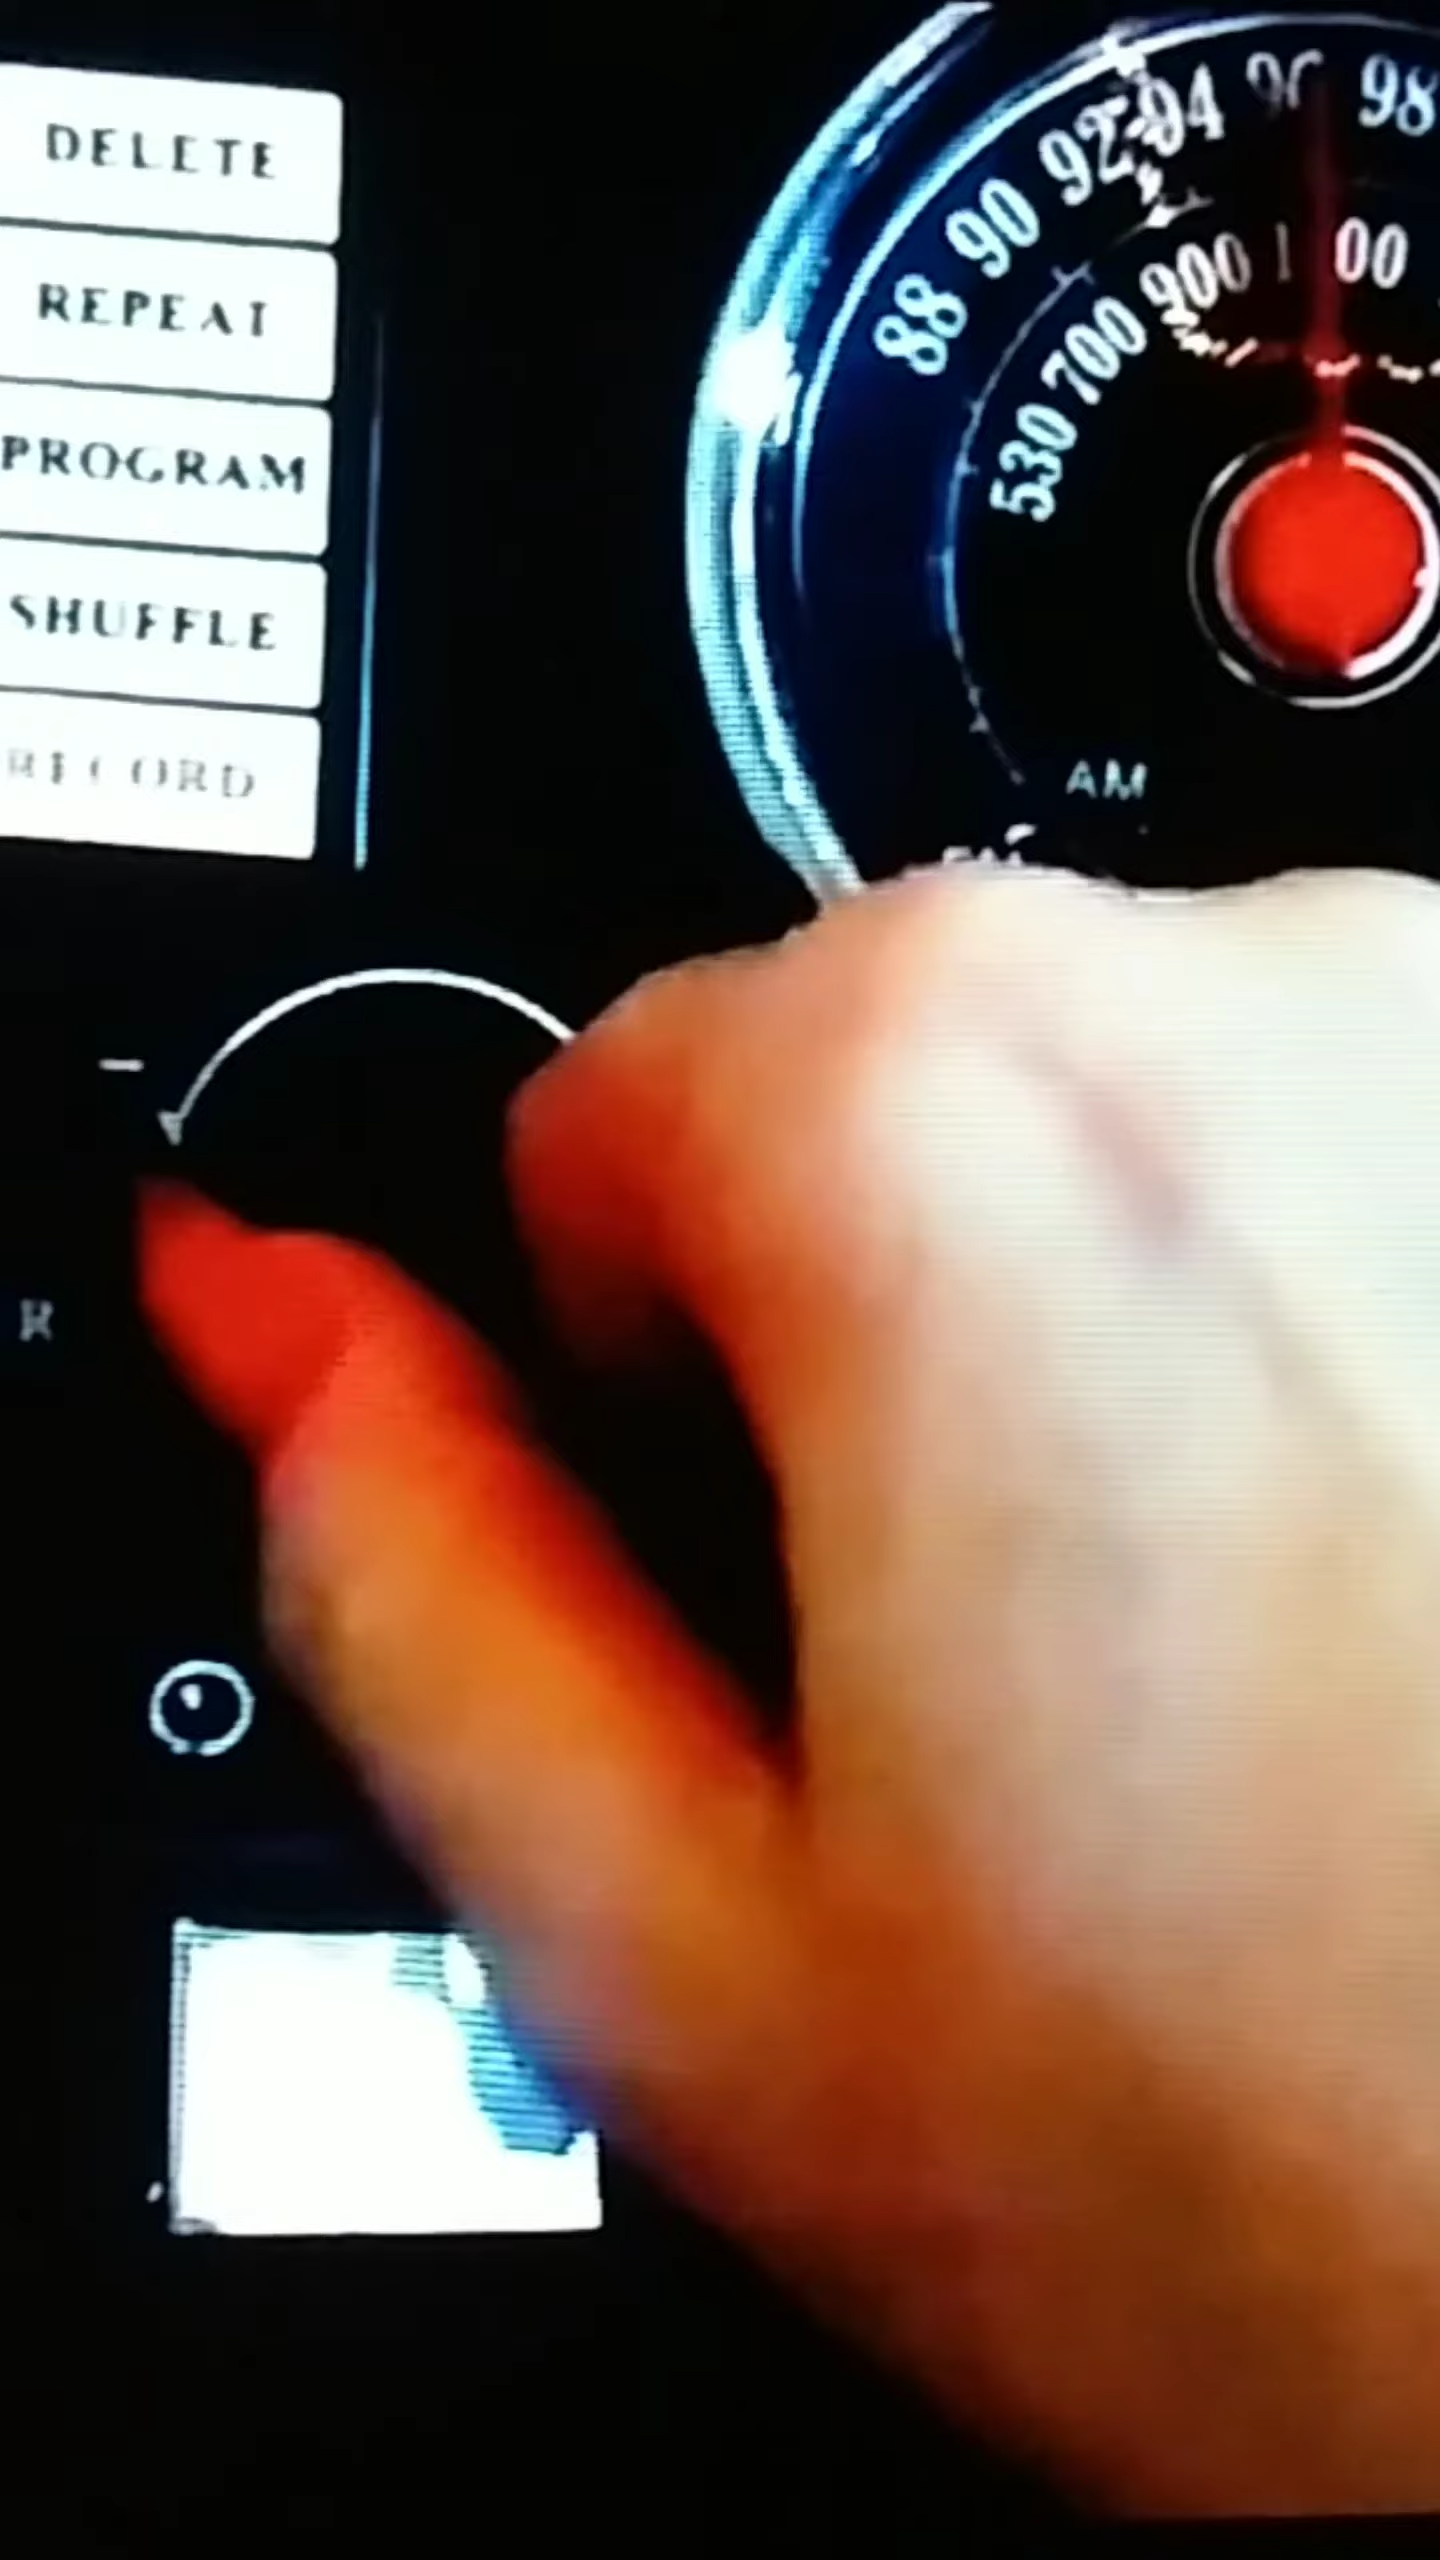 DELETE
REPEAT
PROGRAM
SHUFFLE
RECORD
88 90 92 94 96 98
530 700 900 1 00
AM
R